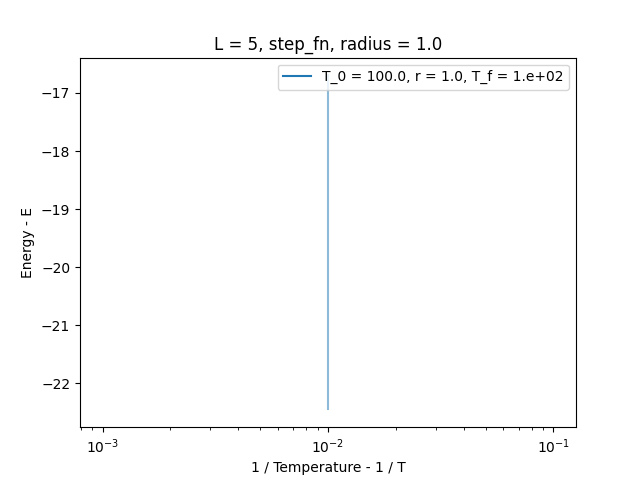 L = 5, step_fn, radius = 1.0
T_0 = 100.0, r = 1.0, T_f = 1.e+02
−17
−18
−19
−20
−21
−22
Energy - E
10⁻³
10⁻²
10⁻¹
1 / Temperature - 1 / T